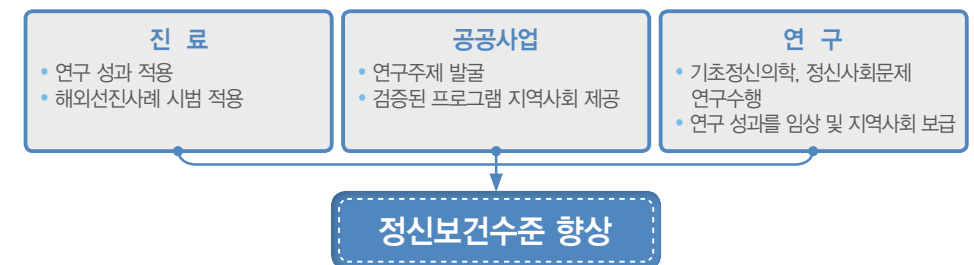 진 료
• 연구 성과 적용
• 해외선진사례 시범 적용
공공사업
• 연구주제 발굴
• 검증된 프로그램 지역사회 제공
연 구
• 기초정신의학, 정신사회문제
연구수행
• 연구 성과를 임상 및 지역사회 보급
정신보건수준 향상